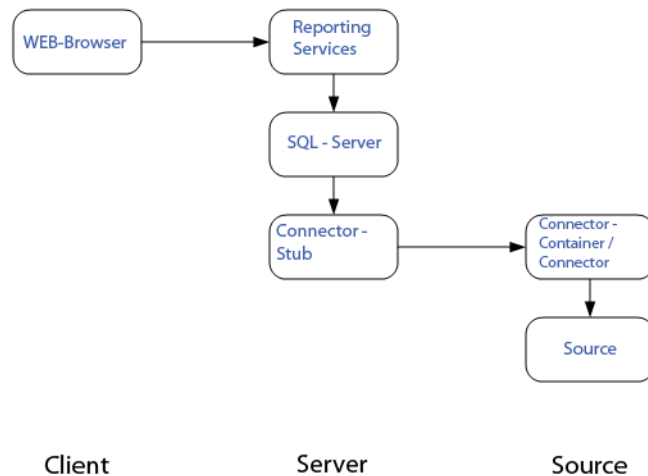 WEB-Browser
Reporting
Services
SQL - Server
Connector -
Stub
Connector -
Container /
Connector
Source
Client
Server
Source